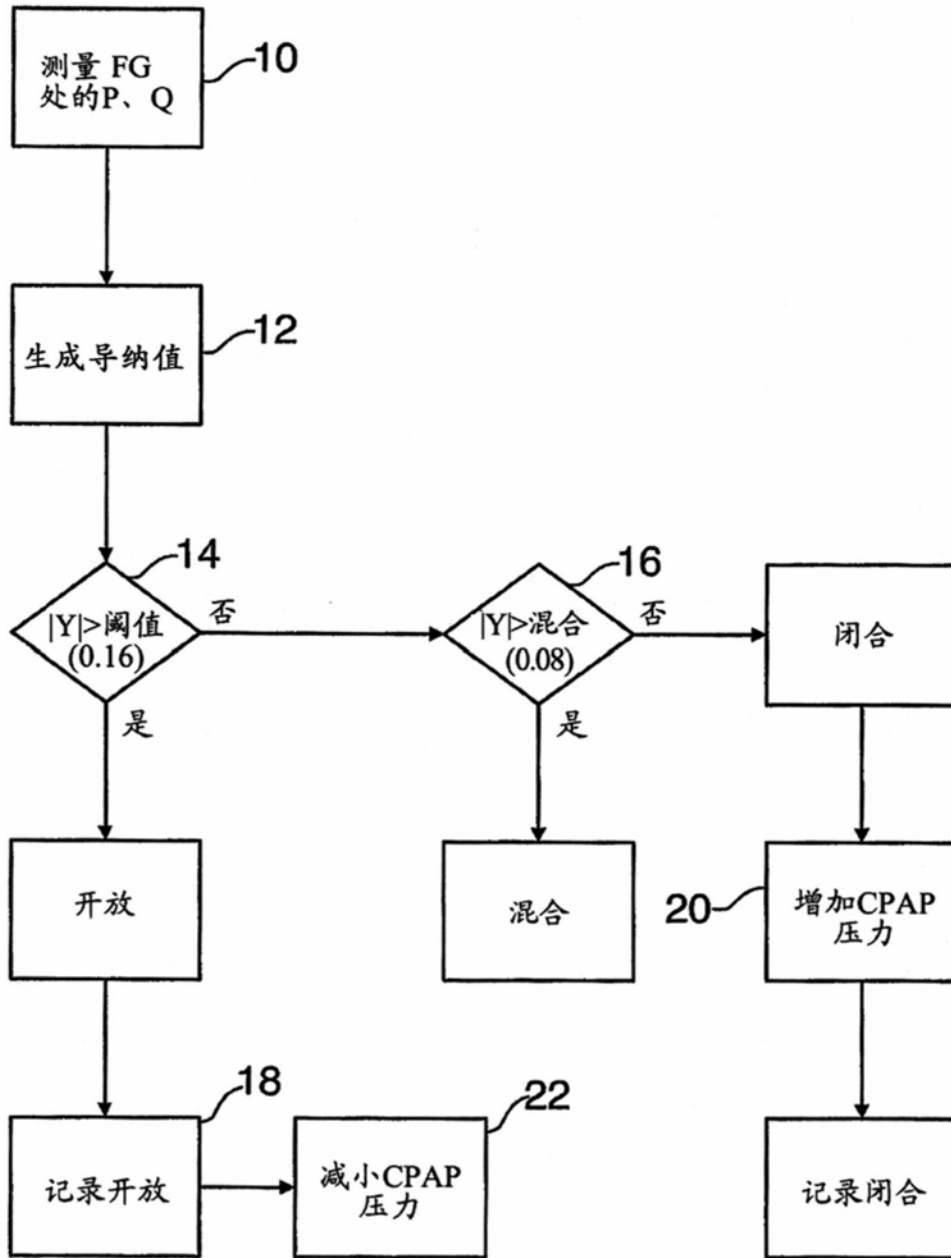 测量 FG
处的P、Q
10
生成导纳值
12
14
|Y|>阈值
(0.16)
否
是
16
|Y|>混合
(0.08)
否
是
闭合
开放
混合
20
增加CPAP
压力
18
记录开放
22
减小CPAP
压力
记录闭合